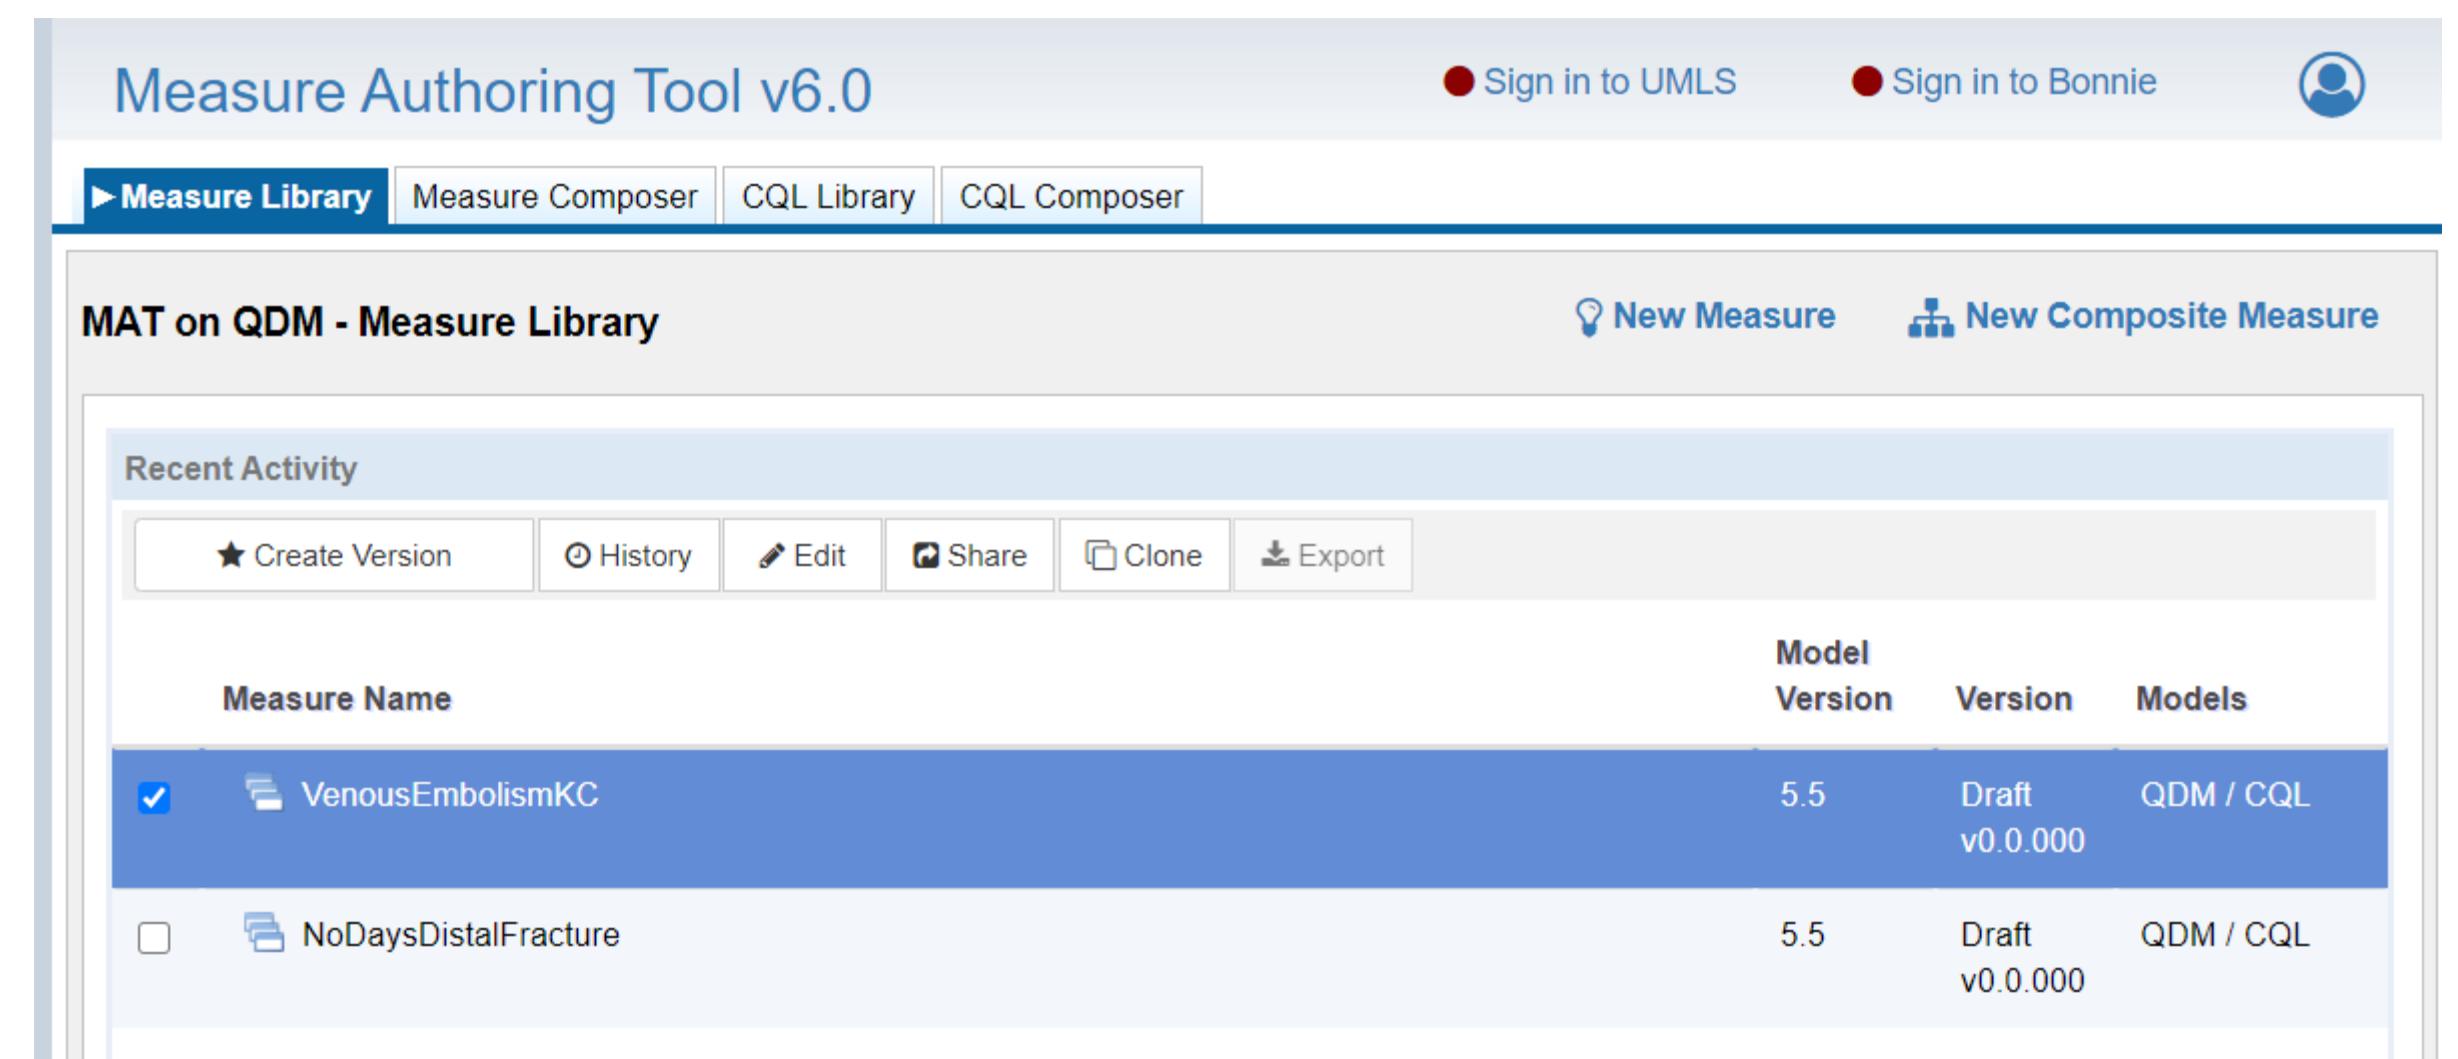 Measure Authoring Tool v6.0
Sign in to UMLS
Sign in to Bonnie
Measure Library
Measure Composer
CQL Library
CQL Composer
MAT on QDM - Measure Library
New Measure
New Composite Measure
Recent Activity
Create Version
History
Edit
Share
Clone
Export
Measure Name
Model
Version
Version
Models
VenousEmbolismKC
5.5
Draft
v0.0.000
QDM / CQL
NoDaysDistalFracture
5.5
Draft
v0.0.000
QDM / CQL